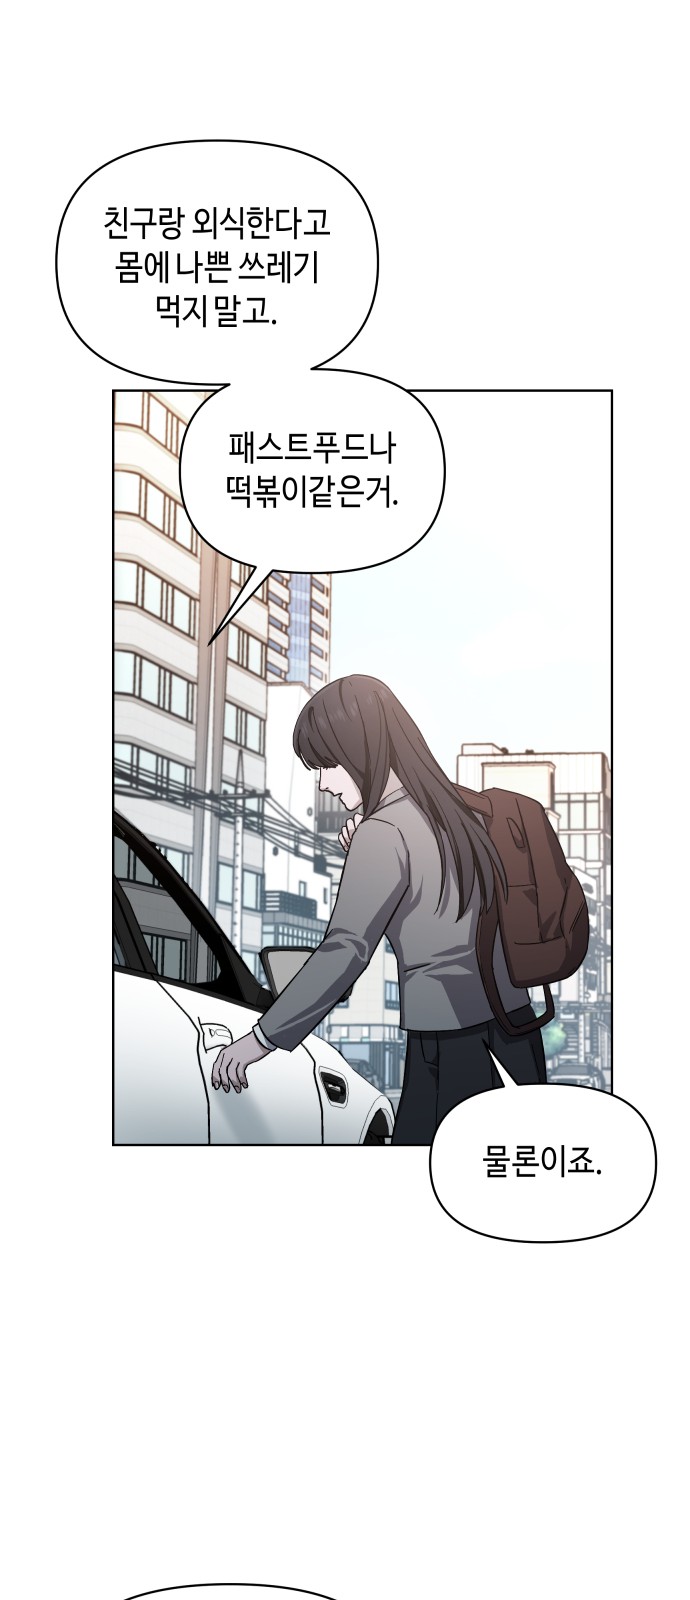 친구랑 외식한다고
몸에 나쁜 쓰레기
먹지 말고.
패스트푸드나
떡볶이같은거.
물론이죠.